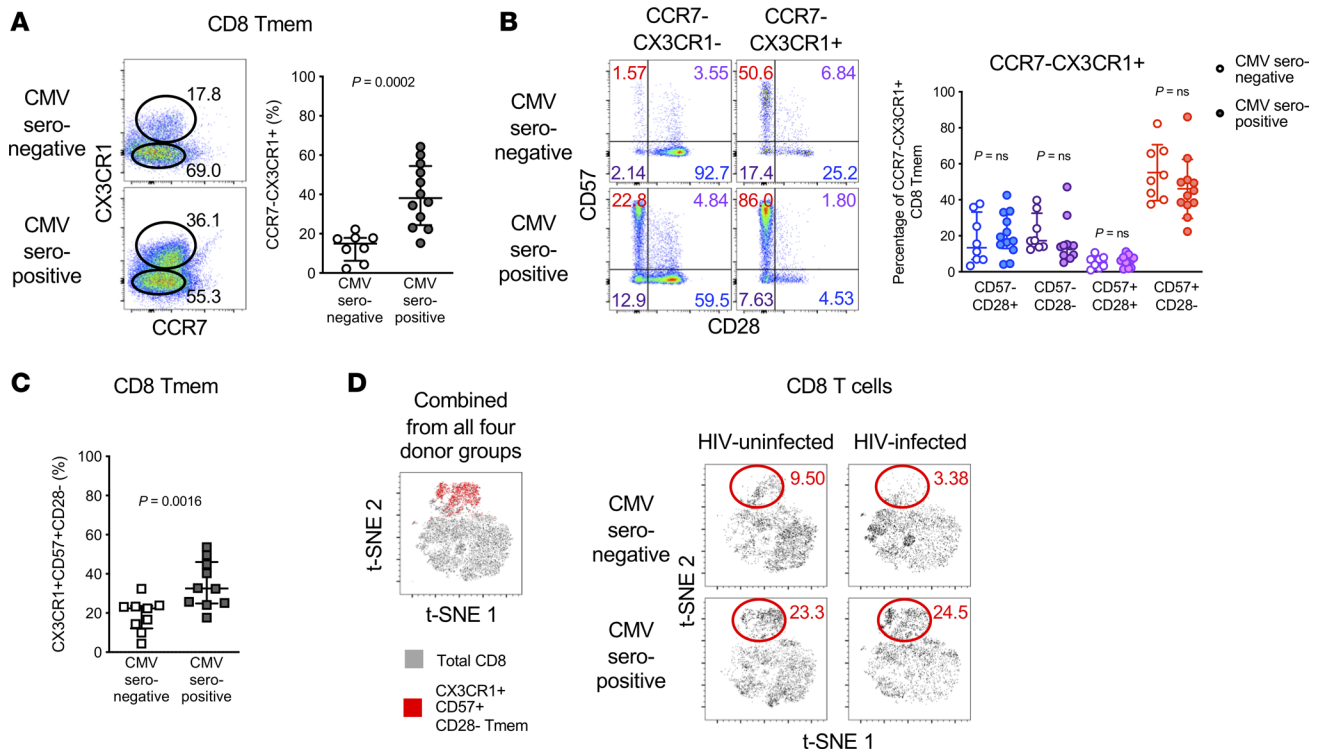 A
CD8 Tmem
CMV
sero-
negative
CMV
sero-
positive
CX3CR1
17.8
69.0
36.1
55.3
CCR7
CCR7-CX3CR1+ (%)
100
80
60
40
20
0
P = 0.0002
CMV
sero-
negative
CMV
sero-
positive
B
CCR7-
CX3CR1-
CCR7-
CX3CR1+
CMV
sero-
negative
CMV
sero-
positive
CD57
1.57
3.55
2.14
92.7
50.6
6.84
17.4
25.2
22.8
4.84
12.9
59.5
86.0
1.80
7.63
4.53
CD28
CCR7-CX3CR1+
Percentage of CCR7-CX3CR1+
CD8 Tmem
100
80
60
40
20
0
P = ns
P = ns
P = ns
P = ns
CD57-
CD28+
CD57-
CD28-
CD57+
CD28+
CD57+
CD28-
CMV sero-
negative
CMV sero-
positive
C
CD8 Tmem
CX3CR1+CD57+CD28- (%)
100
80
60
40
20
0
P = 0.0016
CMV
sero-
negative
CMV
sero-
positive
D
Combined
from all four
donor groups
t-SNE 2
t-SNE 1
Total CD8
CX3CR1+
CD57+
CD28- Tmem
CD8 T cells
HIV-uninfected
HIV-infected
CMV
sero-
negative
CMV
sero-
positive
t-SNE 2
9.50
3.38
23.3
24.5
t-SNE 1